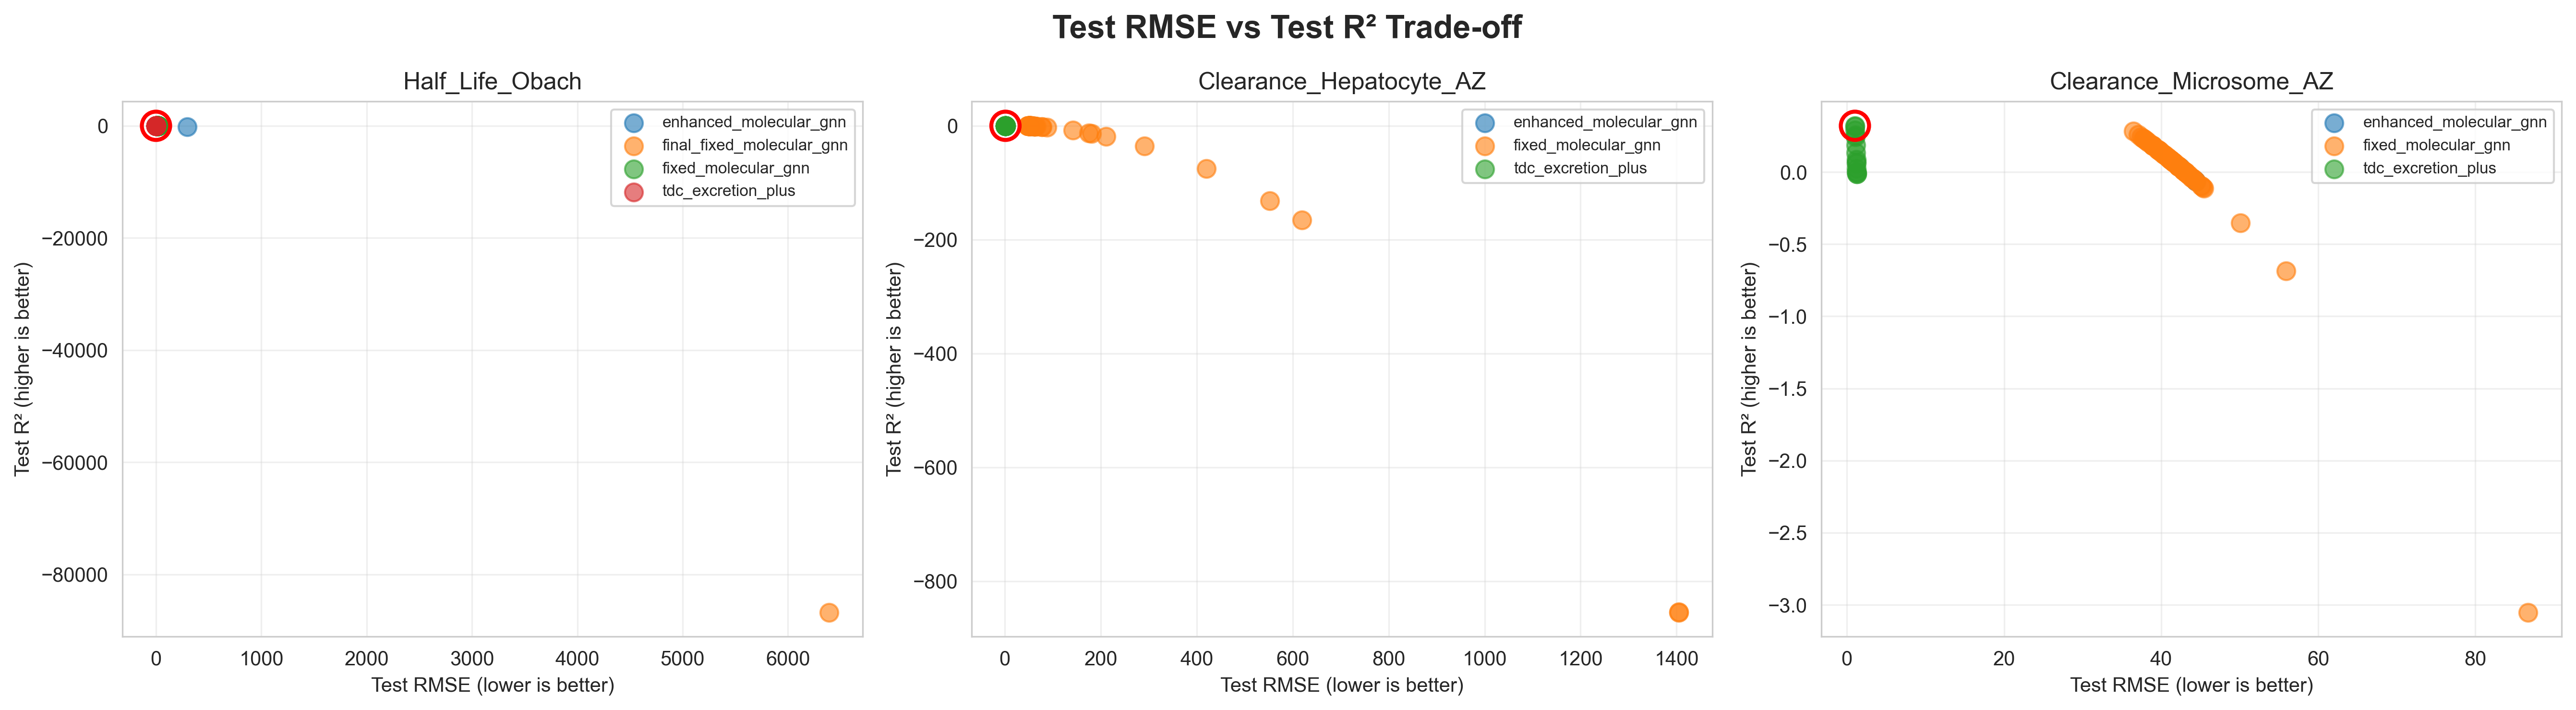 Test RMSE vs Test R² Trade-off
Half_Life_Obach
Test R² (higher is better)
0
−20000
−40000
−60000
−80000
enhanced_molecular_gnn
final_fixed_molecular_gnn
fixed_molecular_gnn
tdc_excretion_plus
0 1000 2000 3000 4000 5000 6000
Test RMSE (lower is better)
Clearance_Hepatocyte_AZ
Test R² (higher is better)
0
−200
−400
−600
−800
enhanced_molecular_gnn
fixed_molecular_gnn
tdc_excretion_plus
0 200 400 600 800 1000 1200 1400
Test RMSE (lower is better)
Clearance_Microsome_AZ
Test R² (higher is better)
0.0
−0.5
−1.0
−1.5
−2.0
−2.5
−3.0
enhanced_molecular_gnn
fixed_molecular_gnn
tdc_excretion_plus
0 20 40 60 80
Test RMSE (lower is better)